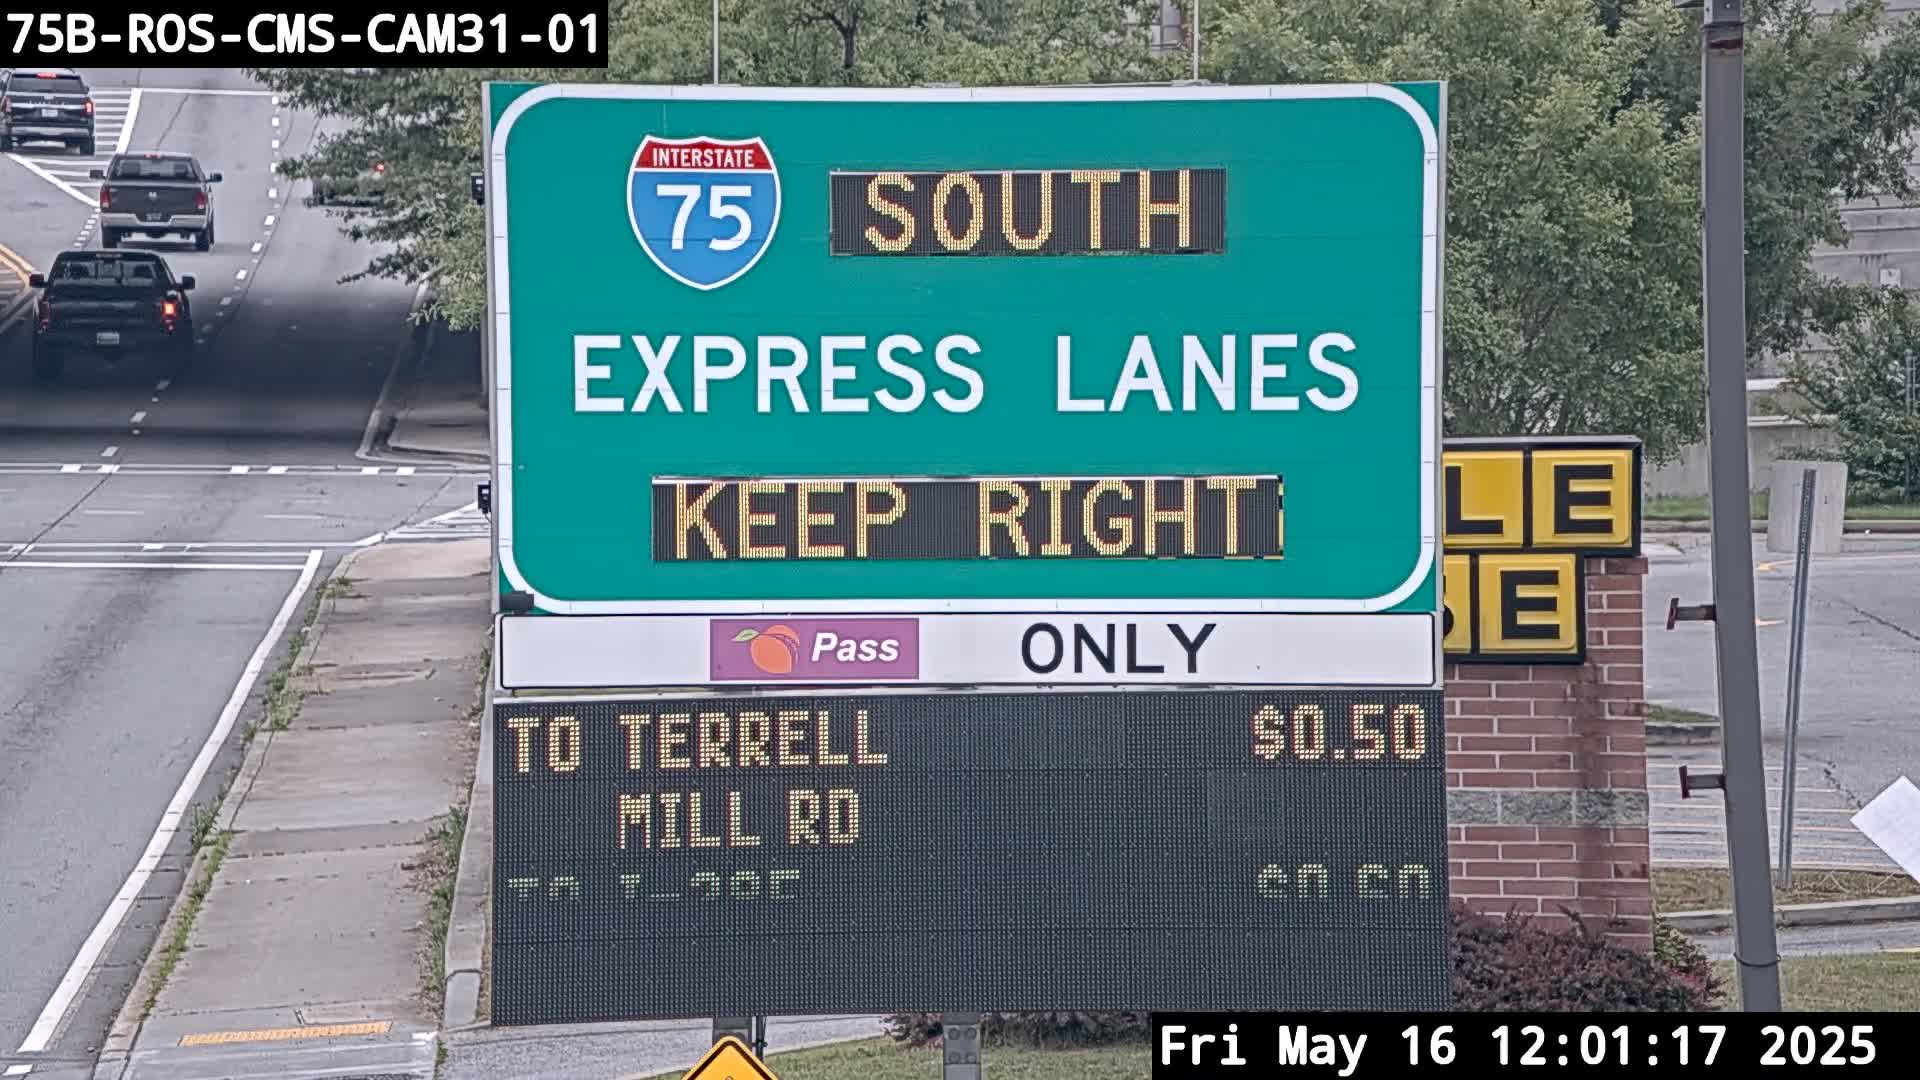 75B-ROS-CMS-CAM31-01
INTERSTATE
75
SOUTH
EXPRESS LANES
KEEP RIGHT
Pass ONLY
TO TERRELL $0.50
MILL RD
LE
E
Fri May 16 12:01:17 2025